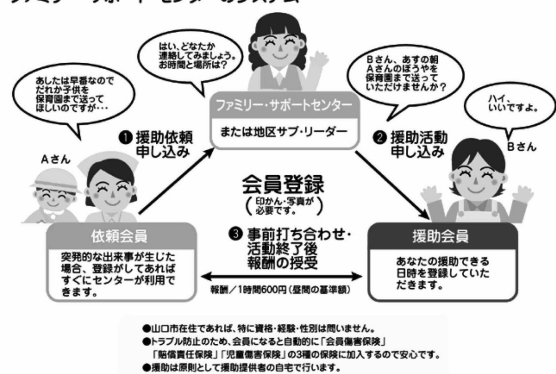 ファミリー・サポートセンターのシステム
はい、どなたか
連絡してみましょう。
お時間と場所は?
Bさん、あすの朝
Aさんのぼうやを
保育園まで送って
いただけませんか?
あしたは早番なので
だれか子供を
保育園まで送って
ほしいのですが…
ハイ、
いいですよ。
ファミリー・サポートセンター
または地区サブ・リーダー
❶ 援助依頼
申し込み
❷ 援助活動
申し込み
Aさん
Bさん
会員登録
(印かん・写真が
必要です。)
依頼会員
突発的な出来事が生じた
場合、登録がしてあれば
すぐにセンターが利用で
きます。
❸ 事前打ち合わせ・
活動終了後
報酬の授受
報酬/1時間600円(昼間の基準額)
援助会員
あなたの援助できる
日時を登録していた
だきます。
●山口市在住であれば、特に資格・経験・性別は問いません。
●トラブル防止のため、会員になると自動的に「会員傷害保険」
「賠償責任保険」「児童傷害保険」の3種の保険に加入するので安心です。
●援助は原則として援助提供者の自宅で行います。